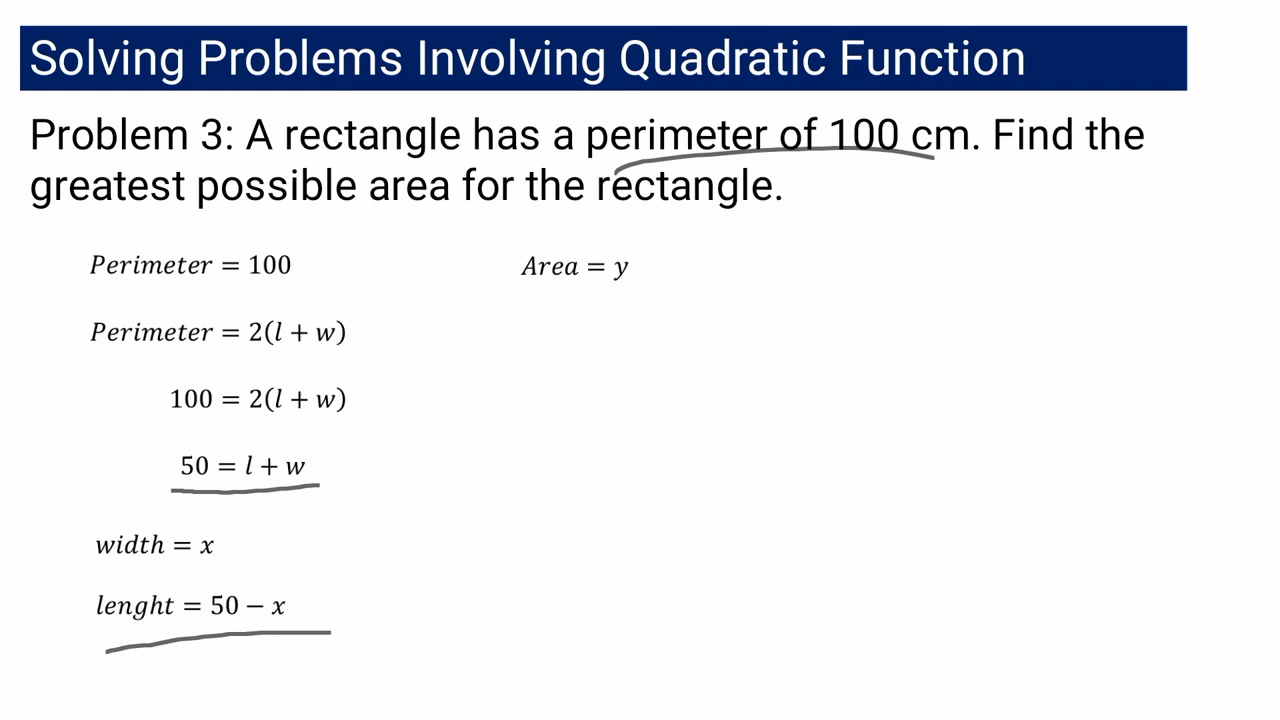 Solving Problems Involving Quadratic Function
Problem 3: A rectangle has a perimeter of 100 cm. Find the
greatest possible area for the rectangle.
Perimeter = 100
Area = y
Perimeter = 2(l + w)
100 = 2(l + w)
50 = l + w
width = x
lenght = 50 − x